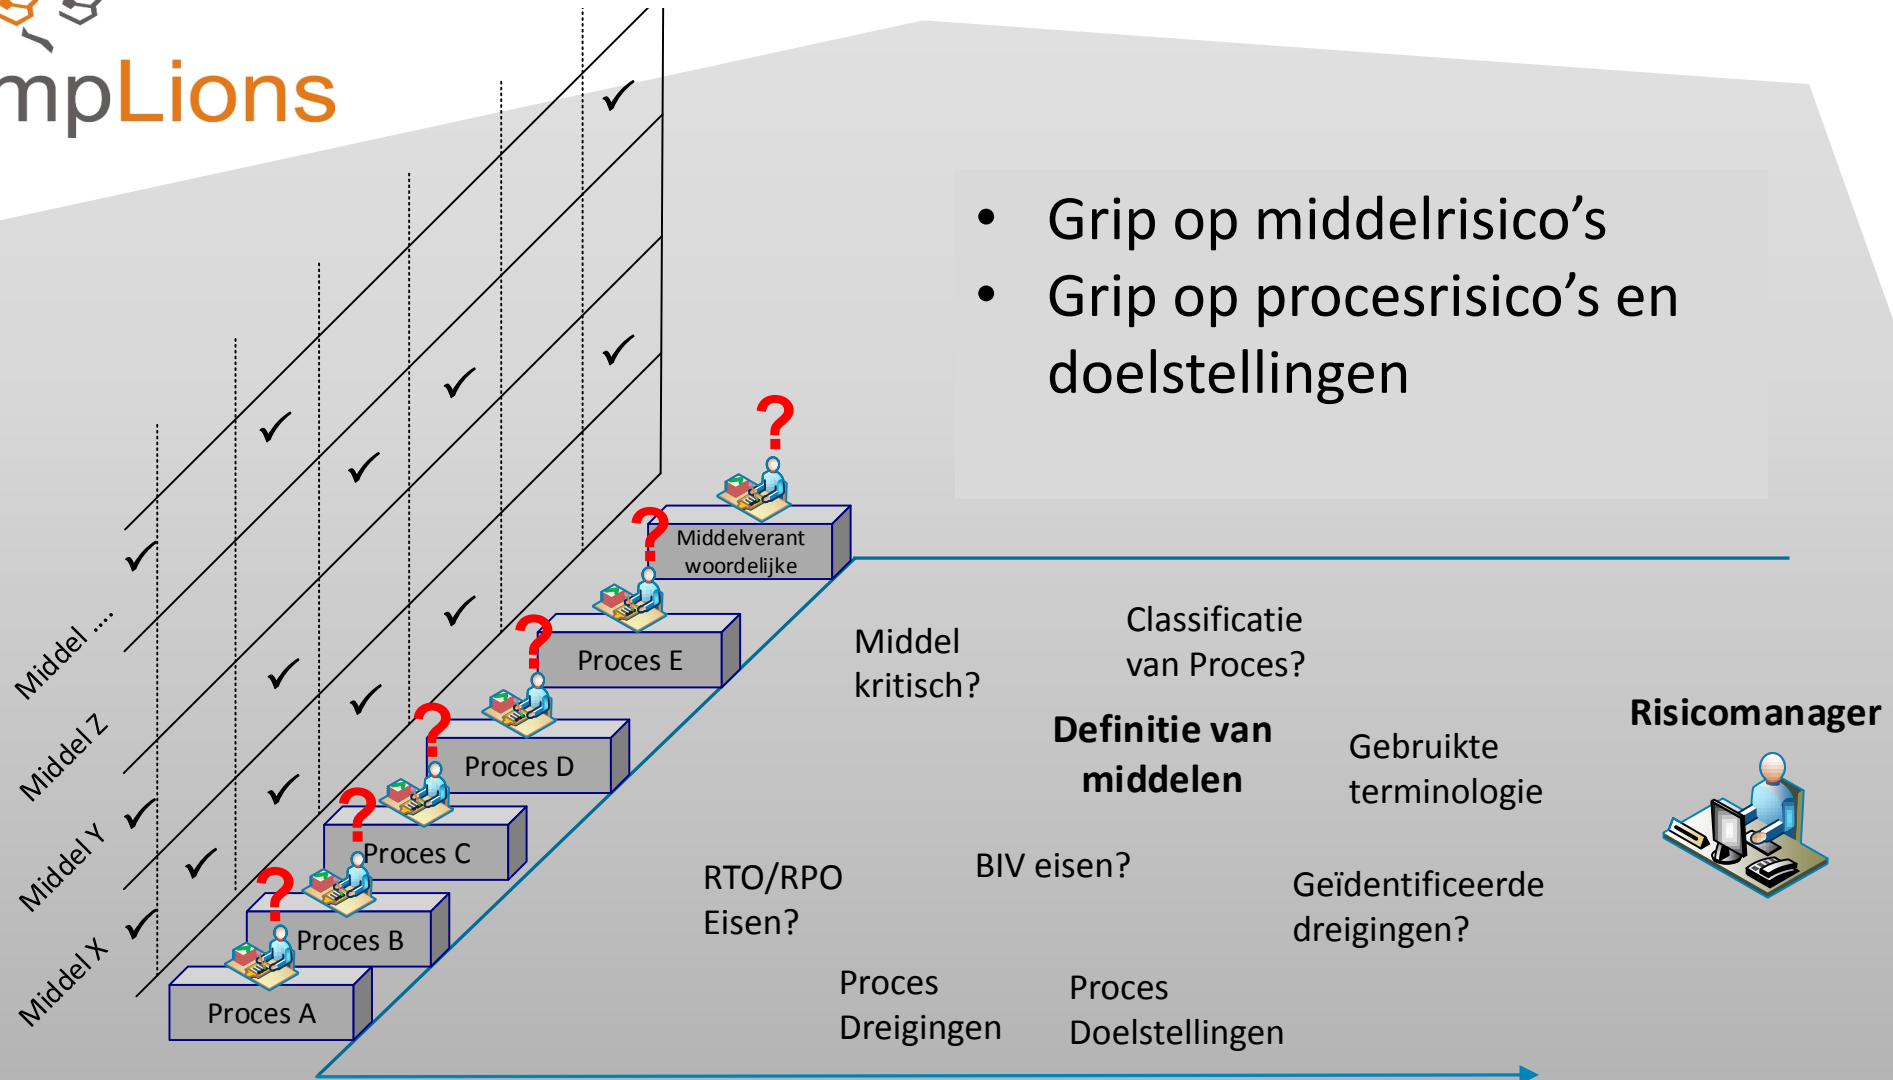 mpLions
• Grip op middelrisico’s
• Grip op procesrisico’s en
doelstellingen
?
?
?
?
?
?
?
Middelverant
woordelijke
Proces E
Proces D
Proces C
Proces B
Proces A
Middel ....
Middel Z
Middel Y
Middel X
Middel
kritisch?
Classificatie
van Proces?
Definitie van
middelen
Gebruikte
terminologie
Risicomanager
RTO/RPO
Eisen?
BIV eisen?
Geïdentificeerde
dreigingen?
Proces
Dreigingen
Proces
Doelstellingen